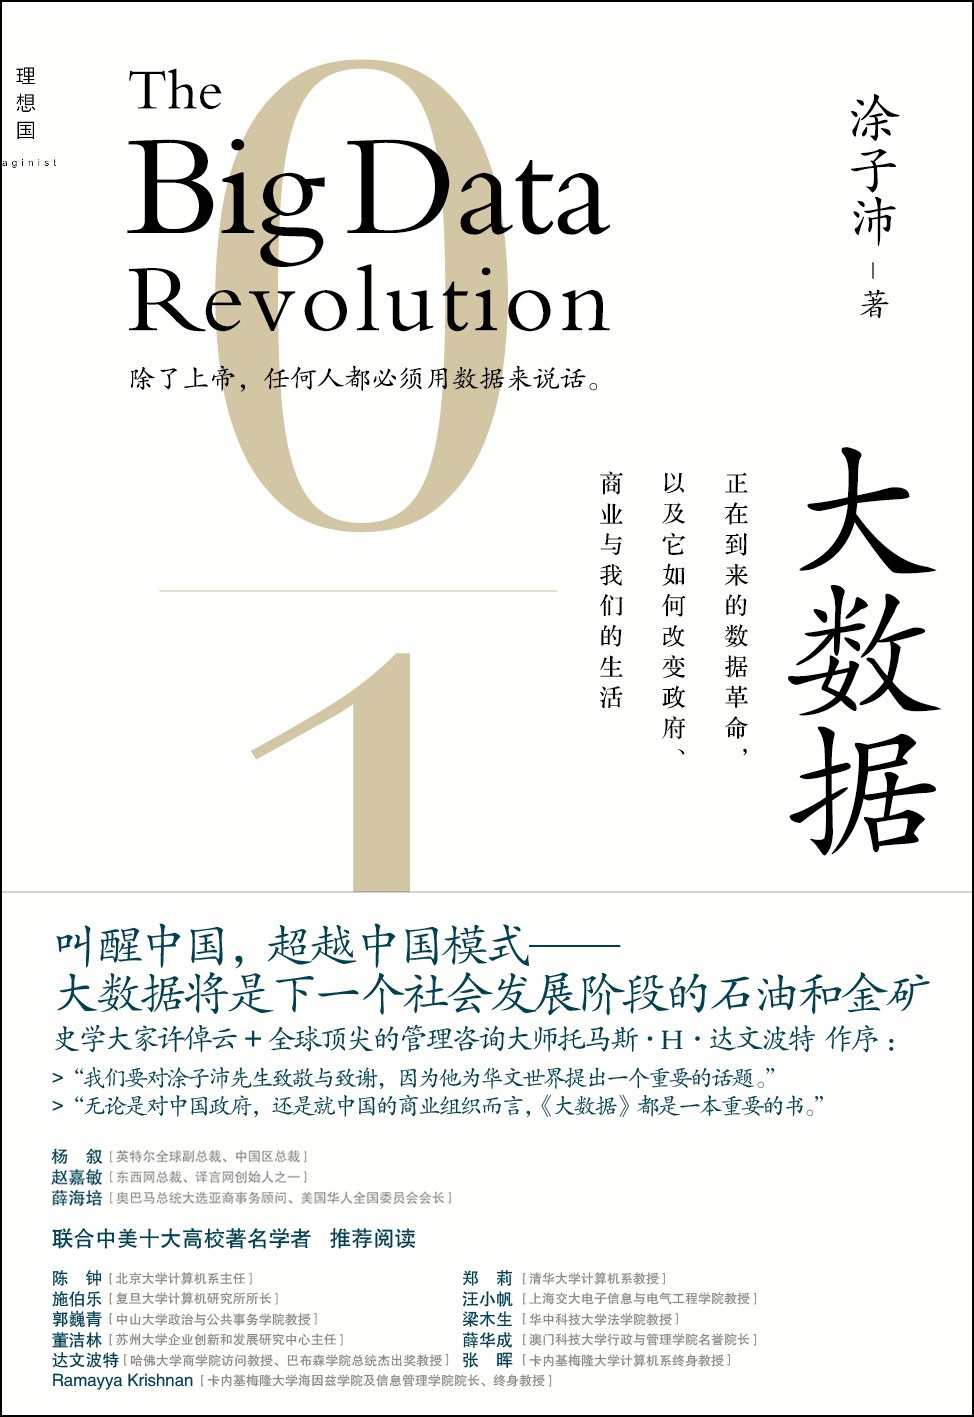 理想国
aginist
The
Big Data
Revolution
除了上帝，任何人都必须用数据来说话。
0
1
涂子沛｜著
大数据
正在到来的数据革命，
以及它如何改变政府、
商业与我们的生活
叫醒中国，超越中国模式——
大数据将是下一个社会发展阶段的石油和金矿
史学大家许倬云 + 全球顶尖的管理咨询大师托马斯·H·达文波特 作序：
> “我们要对涂子沛先生致敬与致谢，因为他为华文世界提出一个重要的话题。”
> “无论是对中国政府，还是就中国的商业组织而言，《大数据》都是一本重要的书。”
杨 叙 [ 英特尔全球副总裁、中国区总裁 ]
赵嘉敏 [ 东西网总裁、译言网创始人之一 ]
薛海培 [ 奥巴马总统大选亚裔事务顾问、美国华人全国委员会会长 ]
联合中美十大高校著名学者 推荐阅读
陈 钟 [ 北京大学计算机系主任 ]
施伯乐 [ 复旦大学计算机研究所所长 ]
郭巍青 [ 中山大学政治与公共事务学院教授 ]
董洁林 [ 苏州大学企业创新和发展研究中心主任 ]
达文波特 [ 哈佛大学商学院访问教授、巴布森学院总统杰出奖教授 ]
Ramayya Krishnan [ 卡内基梅隆大学海因兹学院及信息管理学院院长、终身教授 ]
郑 莉 [ 清华大学计算机系教授 ]
汪小帆 [ 上海交大电子信息与电气工程学院教授 ]
梁木生 [ 华中科技大学法学院教授 ]
薛华成 [ 澳门科技大学行政与管理学院名誉院长 ]
张 晖 [ 卡内基梅隆大学计算机系终身教授 ]